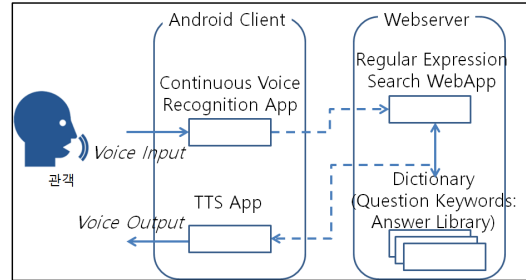 Android Client
Webserver
Continuous Voice
Recognition App
Regular Expression
Search WebApp
Voice Input
관객
Voice Output
TTS App
Dictionary
(Question Keywords:
Answer Library)